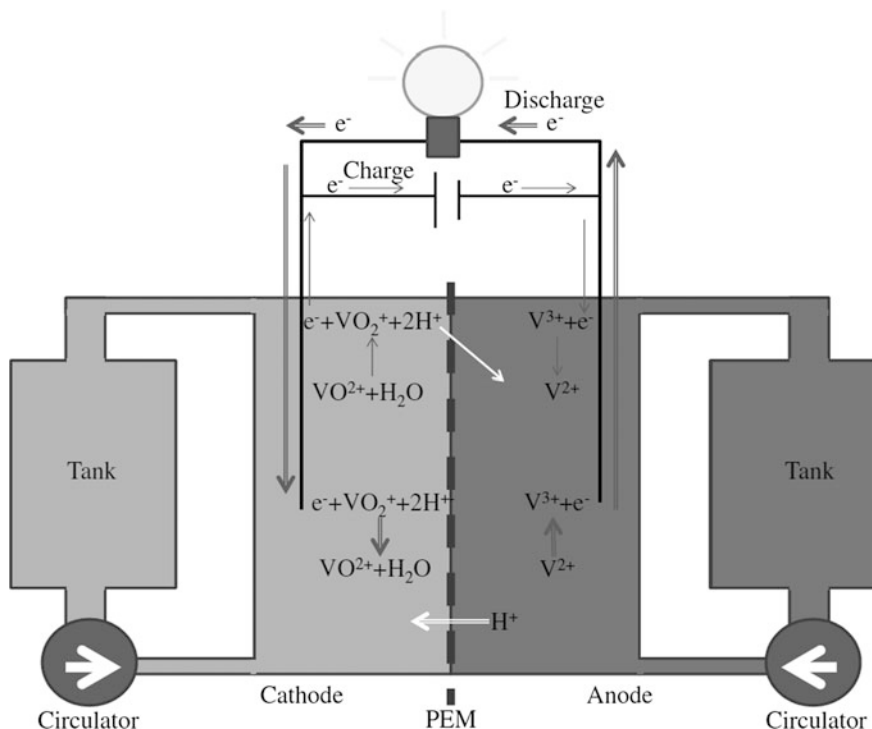 Discharge
e⁻ e⁻
Charge
e⁻ e⁻
e⁻+VO₂⁺+2H⁺ V³⁺+e⁻
VO²⁺+H₂O V²⁺
Tank Tank
e⁻+VO₂⁺+2H⁺ V³⁺+e⁻
VO²⁺+H₂O V²⁺
H⁺
Cathode Anode
Circulator PEM Circulator